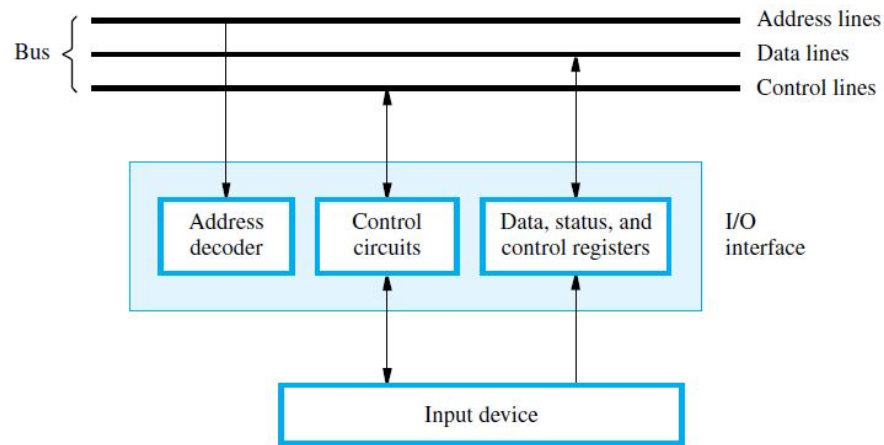 Bus
Address lines
Data lines
Control lines
Address
decoder
Control
circuits
Data, status, and
control registers
I/O
interface
Input device